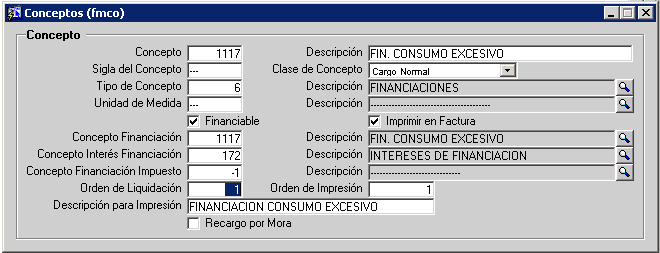 Conceptos (fmco)
Concepto
Concepto 1117 Descripción FIN. CONSUMO EXCESIVO
Sigla del Concepto --- Clase de Concepto Cargo Normal
Tipo de Concepto 6 Descripción FINANCIACIONES
Unidad de Medida --- Descripción ------------------------------
Financiable Imprimir en Factura
Concepto Financiación 1117 Descripción FIN. CONSUMO EXCESIVO
Concepto Interés Financiación 172 Descripción INTERESES DE FINANCIACION
Concepto Financiación Impuesto -1 Descripción ------------------------------
Orden de Liquidación 1 Orden de Impresión 1
Descripción para Impresión FINANCIACION CONSUMO EXCESIVO
Recargo por Mora